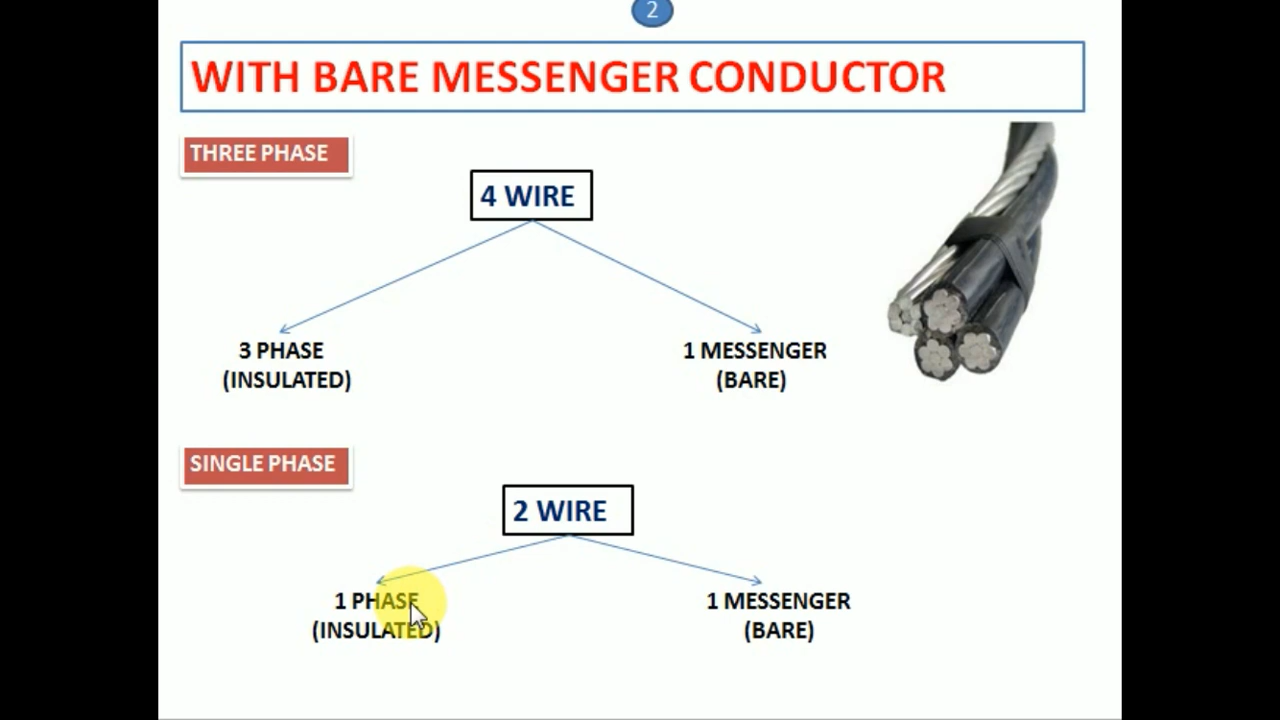 2
WITH BARE MESSENGER CONDUCTOR
THREE PHASE
4 WIRE
3 PHASE
(INSULATED)
1 MESSENGER
(BARE)
SINGLE PHASE
2 WIRE
1 PHASE
(INSULATED)
1 MESSENGER
(BARE)